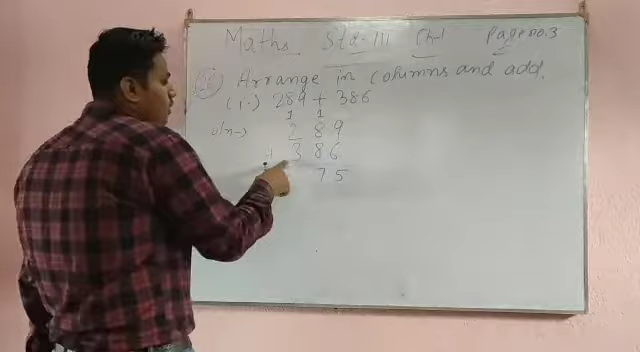 Maths Std-III Ch-1 Page no.3
Arrange in columns and add.
(i.) 289 + 386
1 1
2 8 9
+ 3 8 6
7 5